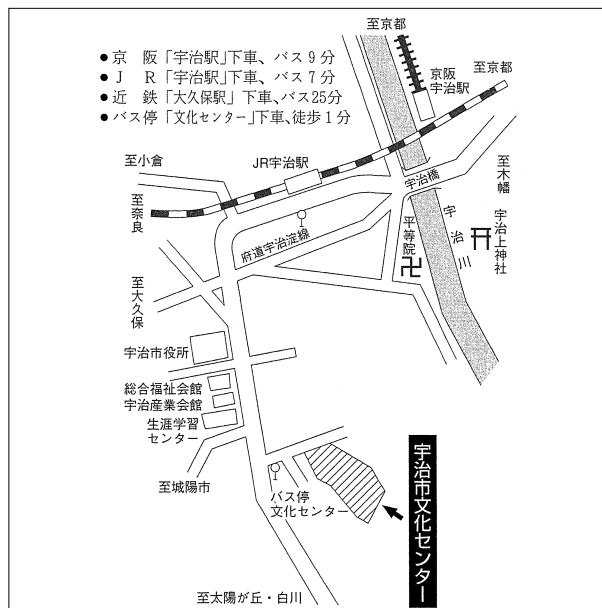 ●京　阪「宇治駅」下車、バス9分
●J　R「宇治駅」下車、バス7分
●近　鉄「大久保駅」下車、バス25分
●バス停「文化センター」下車、徒歩1分
至京都
京阪
宇治駅
至京都
至小倉
JR宇治駅
至奈良
宇治橋
至木幡
府道宇治淀線
平等院
宇治川
宇治上神社
至大久保
宇治市役所
総合福祉会館
宇治産業会館
生涯学習
センター
至城陽市
バス停
文化センター
宇治市文化センター
至太陽が丘・白川